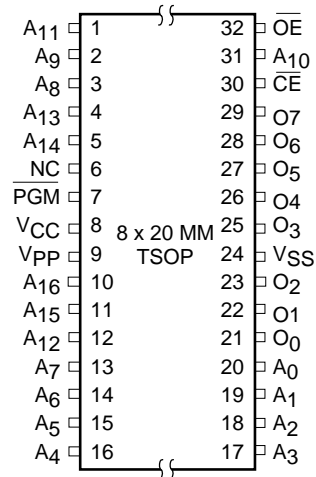 A11 1 32 OE
A9 2 31 A10
A8 3 30 CE
A13 4 29 O7
A14 5 28 O6
NC 6 27 O5
PGM 7 26 O4
VCC 8 25 O3
8 x 20 MM
VPP 9 24 VSS
TSOP
A16 10 23 O2
A15 11 22 O1
A12 12 21 O0
A7 13 20 A0
A6 14 19 A1
A5 15 18 A2
A4 16 17 A3